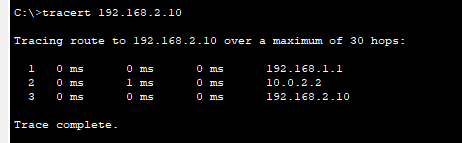 C:\>tracert 192.168.2.10
Tracing route to 192.168.2.10 over a maximum of 30 hops:
1 0 ms 0 ms 0 ms 192.168.1.1
2 0 ms 1 ms 0 ms 10.0.2.2
3 0 ms 0 ms 0 ms 192.168.2.10
Trace complete.